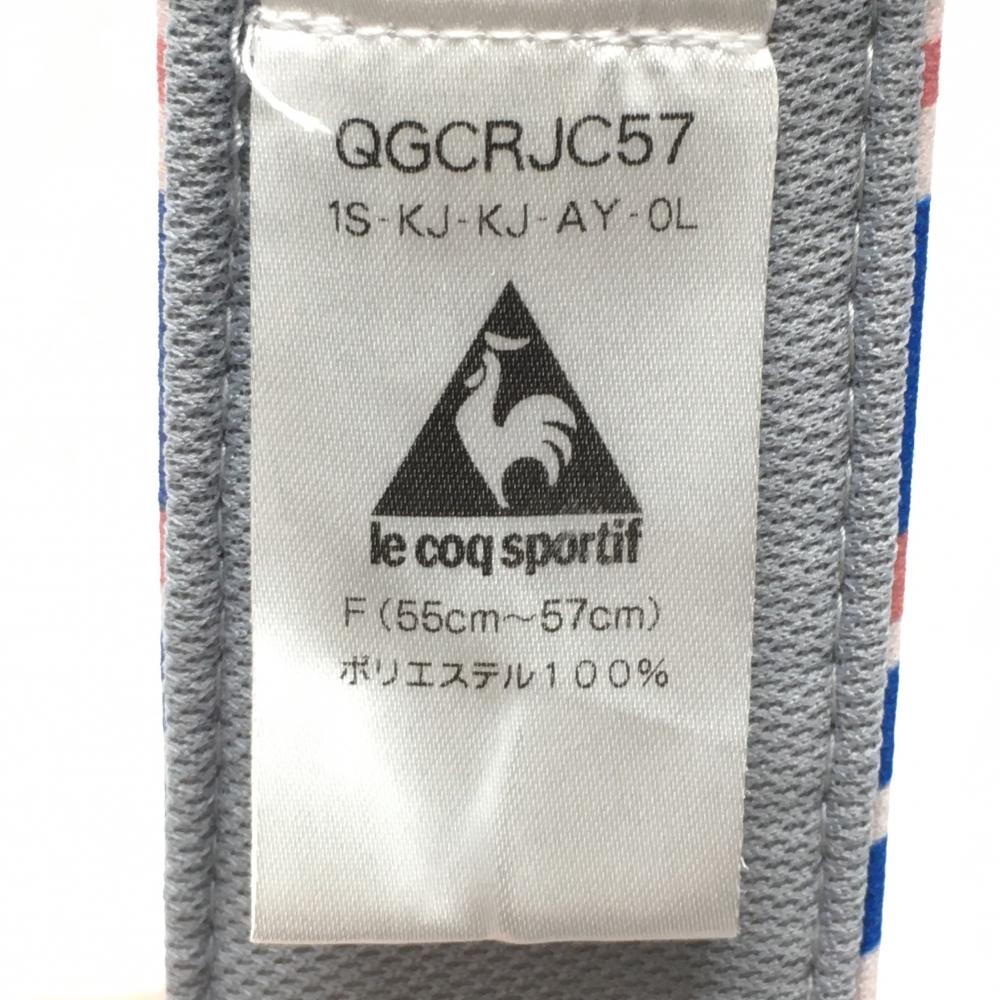 QGCRJC57
1S-KJ-KJ-AY-0L
le coq sportif
F(55cm〜57cm)
ポリエステル100%